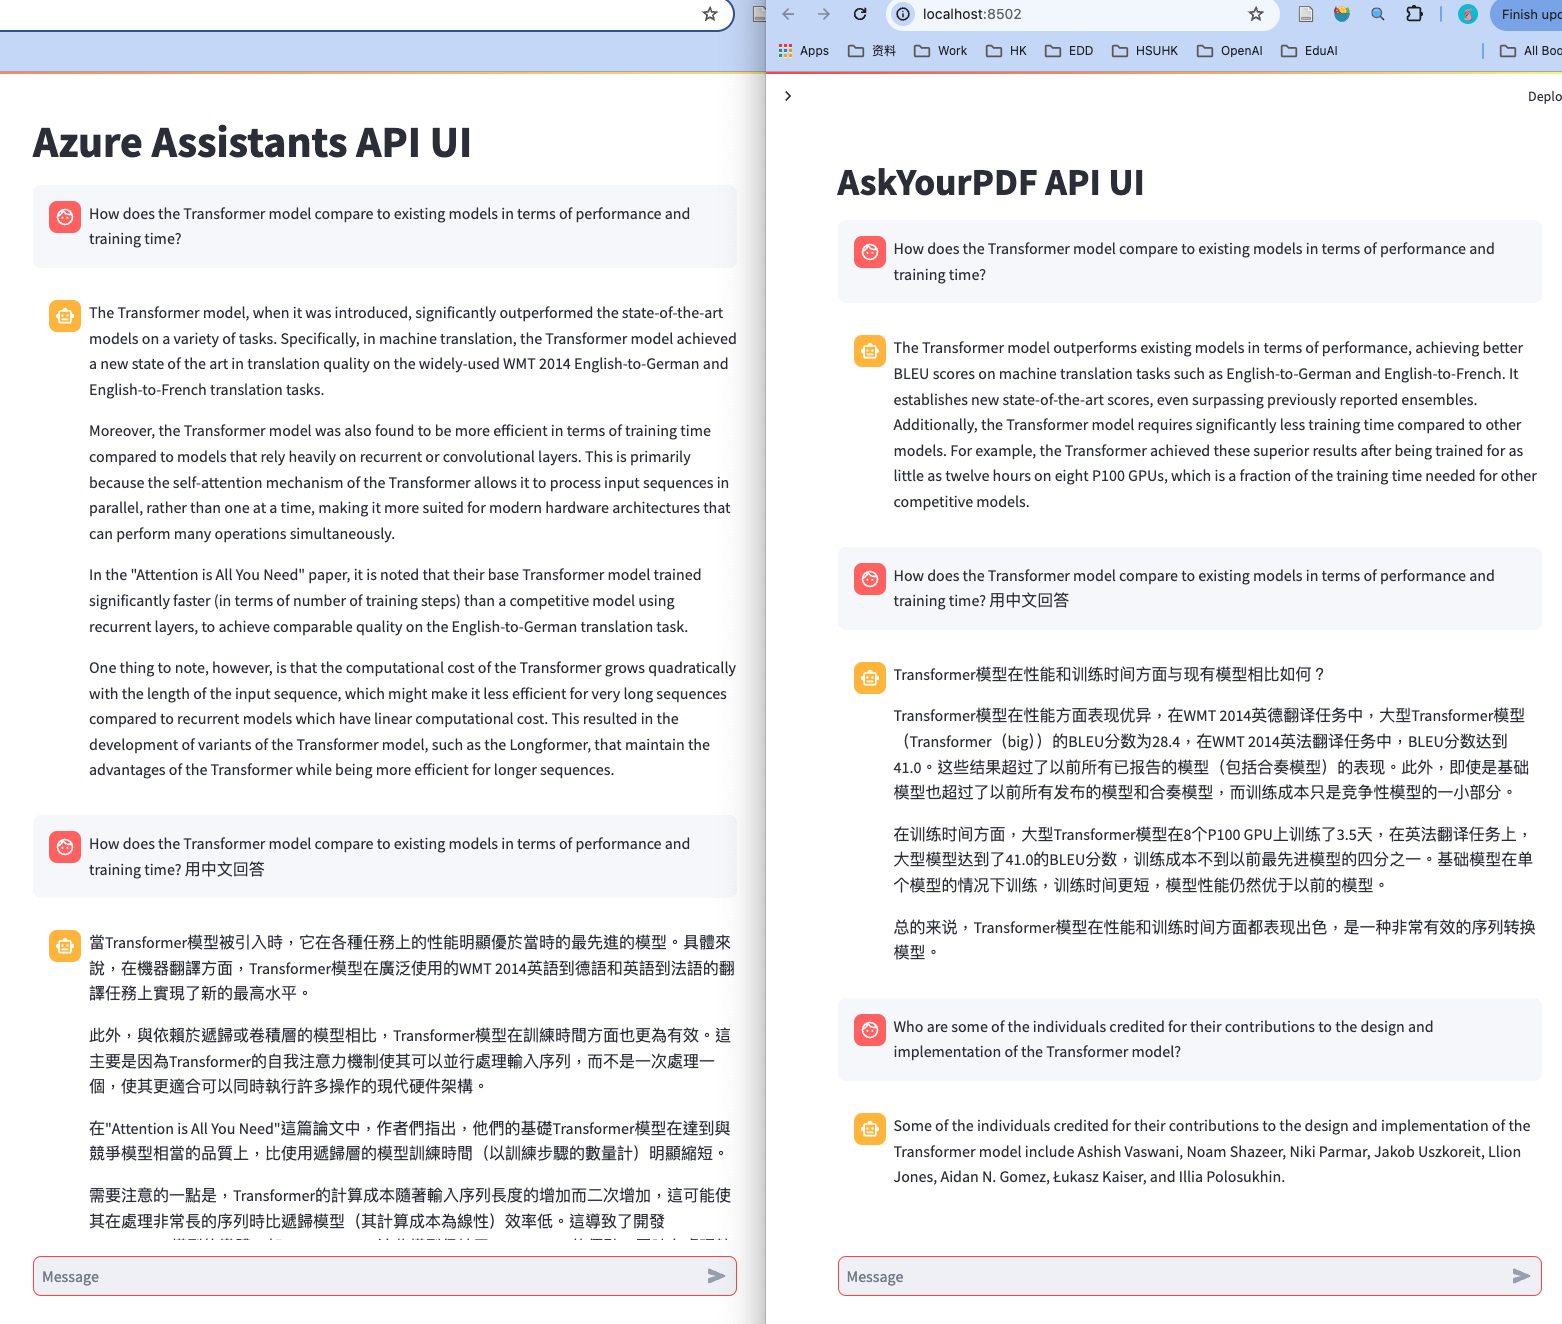 localhost:8502
Finish
Apps
资料
Work
HK
EDD
HSUHK
OpenAI
EduAI
All
Azure Assistants API UI
How does the Transformer model compare to existing models in terms of performance and
training time?
The Transformer model, when it was introduced, significantly outperformed the state-of-the-art
models on a variety of tasks. Specifically, in machine translation, the Transformer model achieved
a new state of the art in translation quality on the widely-used WMT 2014 English-to-German and
English-to-French translation tasks.
Moreover, the Transformer model was also found to be more efficient in terms of training time
compared to models that rely heavily on recurrent or convolutional layers. This is primarily
because the self-attention mechanism of the Transformer allows it to process input sequences in
parallel, rather than one at a time, making it more suited for modern hardware architectures that
can perform many operations simultaneously.
In the "Attention is All You Need" paper, it is noted that their base Transformer model trained
significantly faster (in terms of number of training steps) than a competitive model using
recurrent layers, to achieve comparable quality on the English-to-German translation task.
One thing to note, however, is that the computational cost of the Transformer grows quadratically
with the length of the input sequence, which might make it less efficient for very long sequences
compared to recurrent models which have linear computational cost. This resulted in the
development of variants of the Transformer model, such as the Longformer, that maintain the
advantages of the Transformer while being more efficient for longer sequences.
How does the Transformer model compare to existing models in terms of performance and
training time? 用中文回答
當Transformer模型被引入時，它在各種任務上的性能明顯優於當時的最先進的模型。具體來
說，在機器翻譯方面，Transformer模型在廣泛使用的WMT 2014英語到德語和英語到法語的翻
譯任務上實現了新的最高水平。
此外，與依賴於遞歸或卷積層的模型相比，Transformer模型在訓練時間方面也更為有效。這
主要是因為Transformer的自我注意力機制使其可以並行處理輸入序列，而不是一次處理一
個，使其更適合可以同時執行許多操作的現代硬件架構。
在"Attention is All You Need"這篇論文中，作者們指出，他們的基礎Transformer模型在達到與
競爭模型相當的品質上，比使用遞歸層的模型訓練時間（以訓練步驟的數量計）明顯縮短。
需要注意的一點是，Transformer的計算成本隨著輸入序列長度的增加而二次增加，這可能使
其在處理非常長的序列時比遞歸模型（其計算成本為線性）效率低。這導致了開發
Message
Deplo
AskYourPDF API UI
How does the Transformer model compare to existing models in terms of performance and
training time?
The Transformer model outperforms existing models in terms of performance, achieving better
BLEU scores on machine translation tasks such as English-to-German and English-to-French. It
establishes new state-of-the-art scores, even surpassing previously reported ensembles.
Additionally, the Transformer model requires significantly less training time compared to other
models. For example, the Transformer achieved these superior results after being trained for as
little as twelve hours on eight P100 GPUs, which is a fraction of the training time needed for other
competitive models.
How does the Transformer model compare to existing models in terms of performance and
training time? 用中文回答
Transformer模型在性能和训练时间方面与现有模型相比如何？
Transformer模型在性能方面表现优异，在WMT 2014英德翻译任务中，大型Transformer模型
（Transformer（big））的BLEU分数为28.4，在WMT 2014英法翻译任务中，BLEU分数达到
41.0。这些结果超过了以前所有已报告的模型（包括合奏模型）的表现。此外，即使是基础
模型也超过了以前所有发布的模型和合奏模型，而训练成本只是竞争性模型的一小部分。
在训练时间方面，大型Transformer模型在8个P100 GPU上训练了3.5天，在英法翻译任务上，
大型模型达到了41.0的BLEU分数，训练成本不到以前最先进模型的四分之一。基础模型在单
个模型的情况下训练，训练时间更短，模型性能仍然优于以前的模型。
总的来说，Transformer模型在性能和训练时间方面都表现出色，是一种非常有效的序列转换
模型。
Who are some of the individuals credited for their contributions to the design and
implementation of the Transformer model?
Some of the individuals credited for their contributions to the design and implementation of the
Transformer model include Ashish Vaswani, Noam Shazeer, Niki Parmar, Jakob Uszkoreit, Llion
Jones, Aidan N. Gomez, Łukasz Kaiser, and Illia Polosukhin.
Message